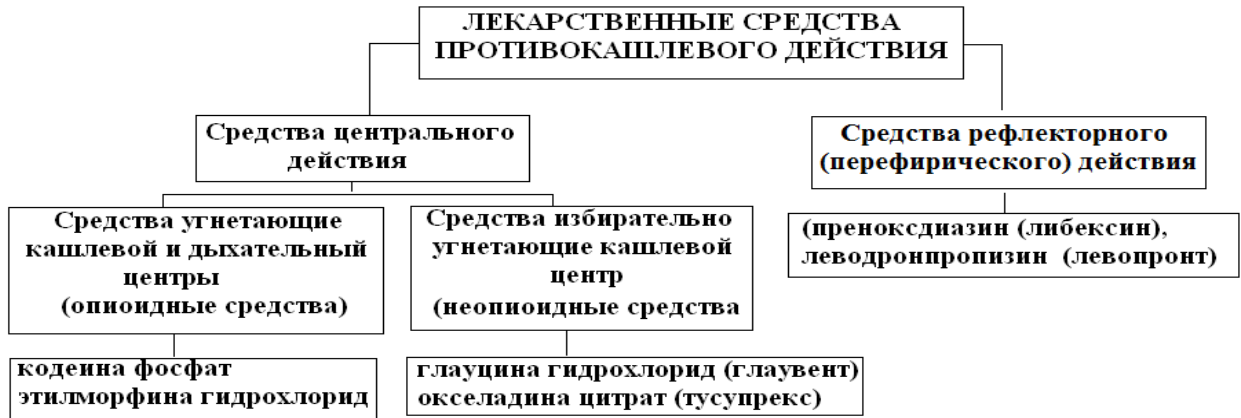 ЛЕКАРСТВЕННЫЕ СРЕДСТВА
ПРОТИВОКАШЛЕВОГО ДЕЙСТВИЯ
Средства центрального
действия
Средства рефлекторного
(перефирического) действия
Средства угнетающие
кашлевой и дыхательный
центры
(опиоидные средства)
Средства избирательно
угнетающие кашлевой
центр
(неопиоидные средства
(преноксдиазин (либексин),
леводронпропизин (левопронт)
кодеина фосфат
этилморфина гидрохлорид
глауцина гидрохлорид (глаувент)
окселадина цитрат (тусупрекс)